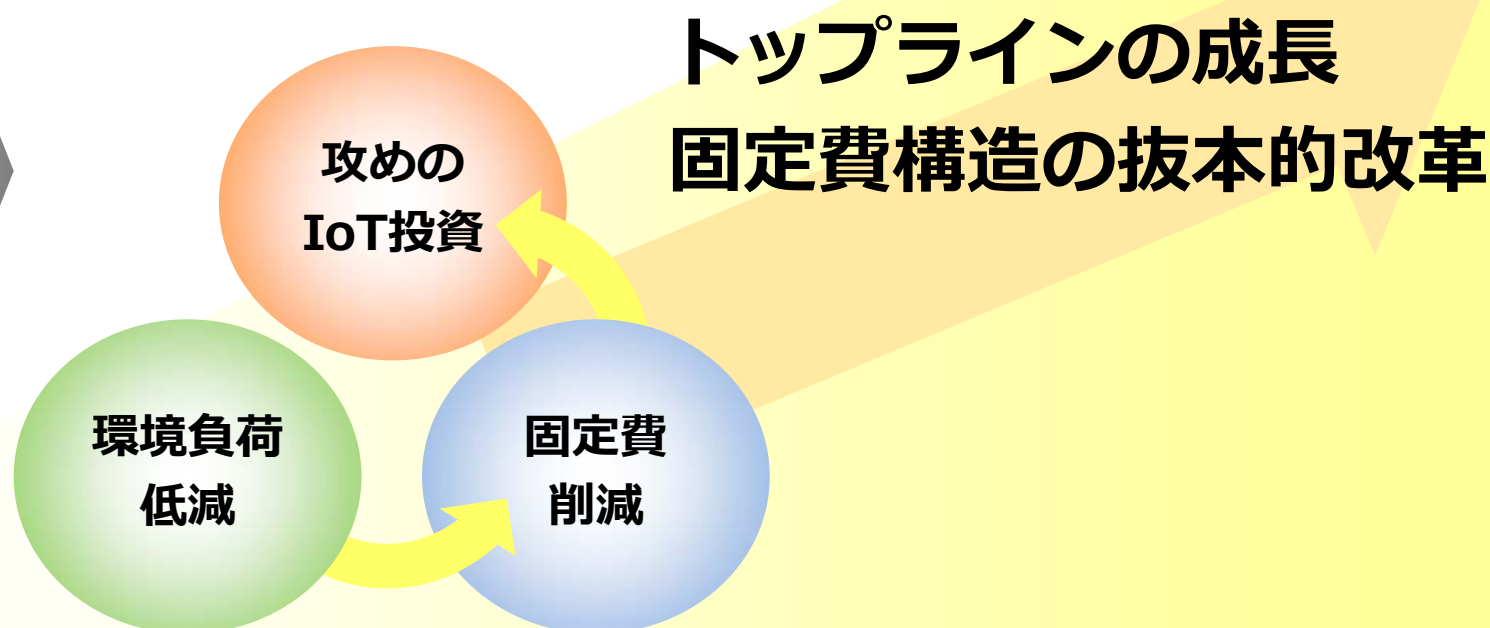 トップラインの成長
固定費構造の抜本的改革
攻めの
IoT投資
環境負荷
低減
固定費
削減